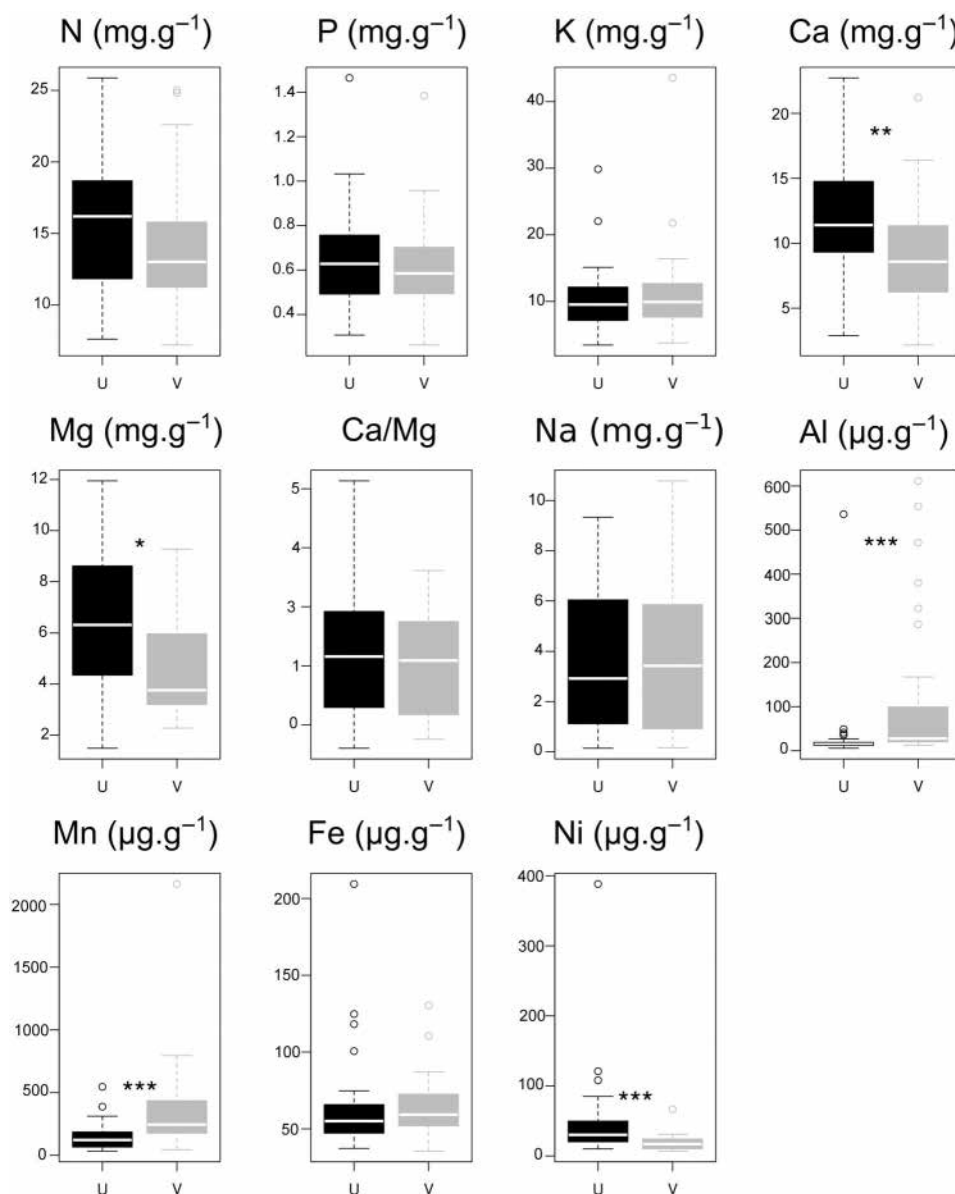 N (mg.g⁻¹)
P (mg.g⁻¹)
K (mg.g⁻¹)
Ca (mg.g⁻¹)
25
20
15
10
U
V
1.4
1.2
1.0
0.8
0.6
0.4
U
V
40
30
20
10
U
V
20
15
10
5
**
U
V
Mg (mg.g⁻¹)
Ca/Mg
Na (mg.g⁻¹)
Al (µg.g⁻¹)
12
10
8
6
4
2
*
U
V
5
4
3
1
0
U
V
10
8
6
4
2
0
U
V
600
500
400
300
200
100
0
***
U
V
Mn (µg.g⁻¹)
Fe (µg.g⁻¹)
Ni (µg.g⁻¹)
2000
1500
1000
500
0
***
U
V
200
150
100
50
U
V
400
300
200
100
0
***
U
V